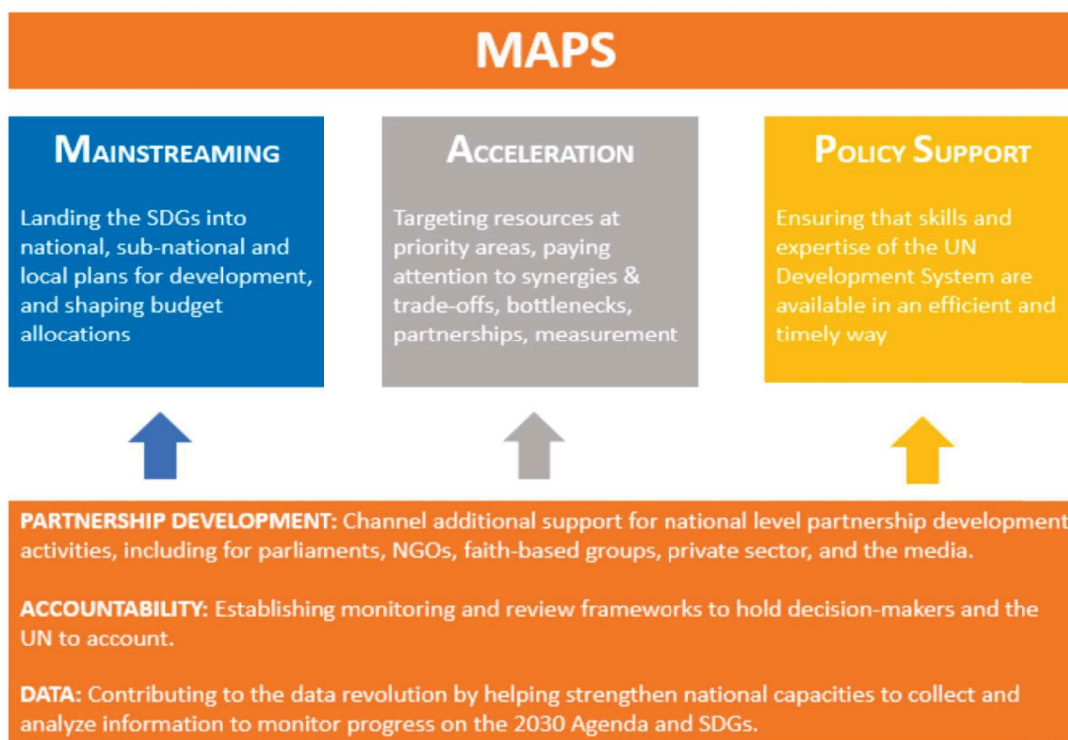 MAPS
MAINSTREAMING
Landing the SDGs into
national, sub-national and
local plans for development,
and shaping budget
allocations
ACCELERATION
Targeting resources at
priority areas, paying
attention to synergies &
trade-offs, bottlenecks,
partnerships, measurement
POLICY SUPPORT
Ensuring that skills and
expertise of the UN
Development System are
available in an efficient and
timely way
PARTNERSHIP DEVELOPMENT: Channel additional support for national level partnership development
activities, including for parliaments, NGOs, faith-based groups, private sector, and the media.
ACCOUNTABILITY: Establishing monitoring and review frameworks to hold decision-makers and the
UN to account.
DATA: Contributing to the data revolution by helping strengthen national capacities to collect and
analyze information to monitor progress on the 2030 Agenda and SDGs.